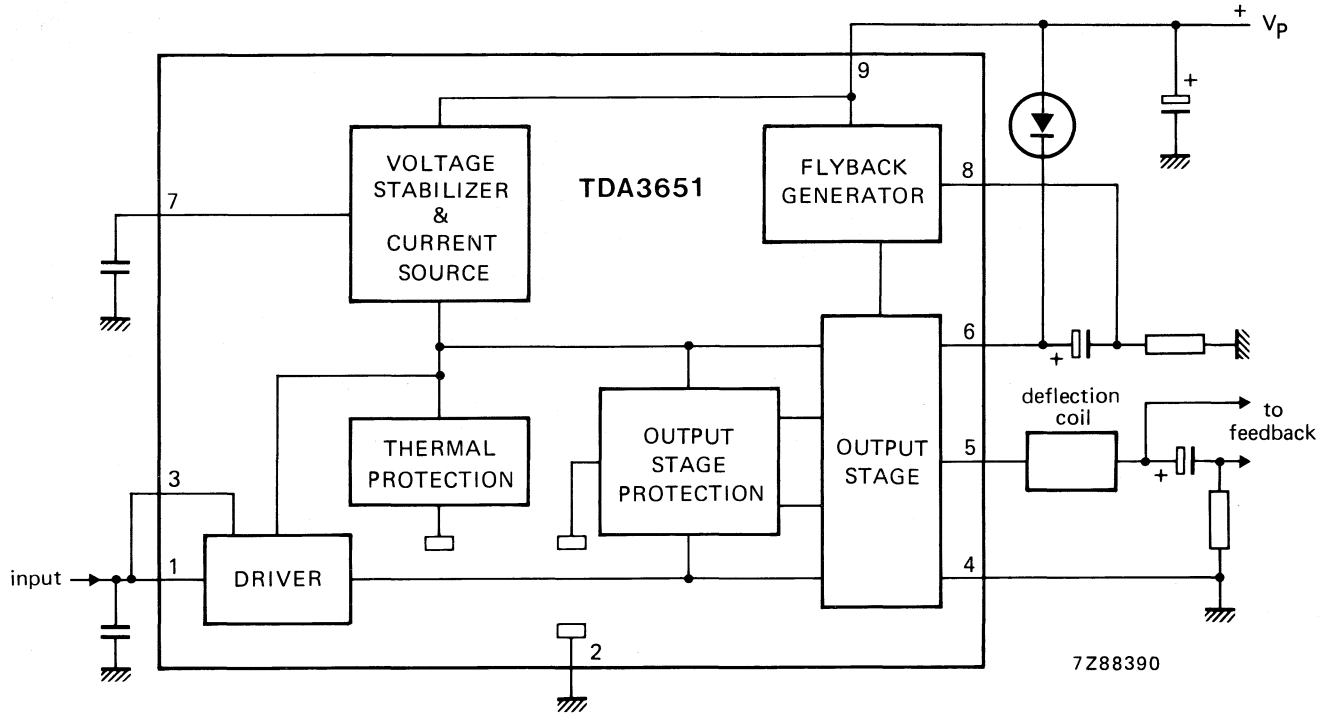 +
VP
9
+
VOLTAGE
STABILIZER
&
CURRENT
SOURCE
TDA3651
FLYBACK
GENERATOR
8
7
6
+
deflection
coil
to
feedback
THERMAL
PROTECTION
OUTPUT
STAGE
PROTECTION
OUTPUT
STAGE
5
+
3
input
1
DRIVER
4
2
7Z88390